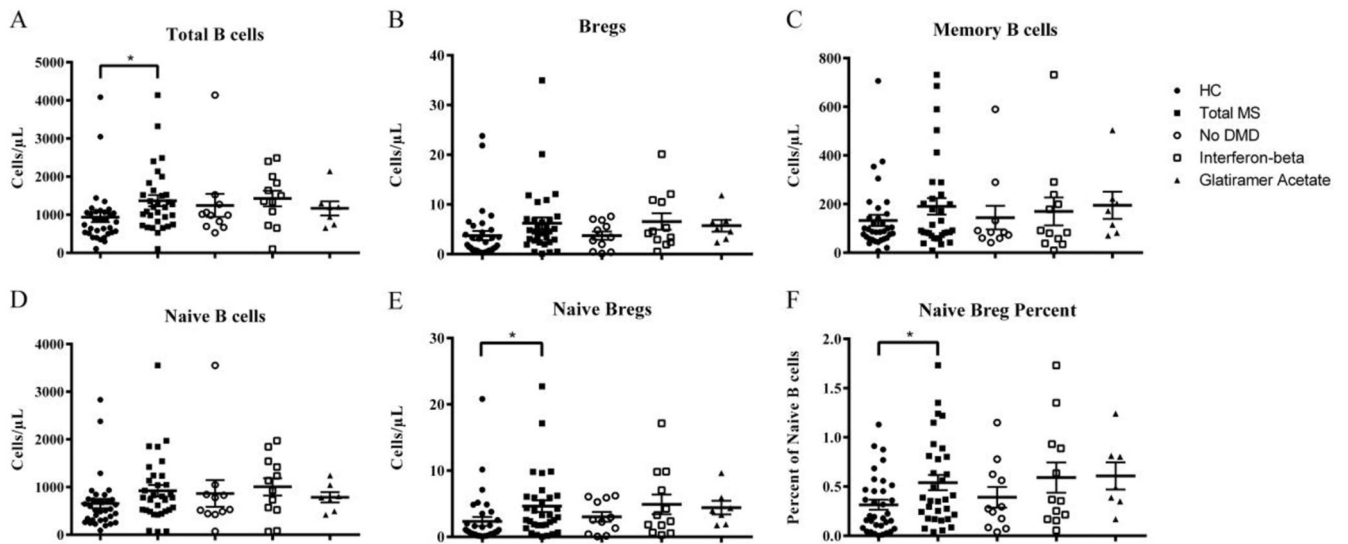 A
Total B cells
*
Cells/µL
5000
4000
3000
2000
1000
0
B
Bregs
Cells/µL
40
30
20
10
0
C
Memory B cells
Cells/µL
800
600
400
200
0
HC
Total MS
No DMD
Interferon-beta
Glatiramer Acetate
D
Naive B cells
Cells/µL
4000
3000
2000
1000
0
E
Naive Bregs
*
Cells/µL
30
20
10
0
F
Naive Breg Percent
*
Percent of Naive B cells
2.0
1.5
1.0
0.5
0.0